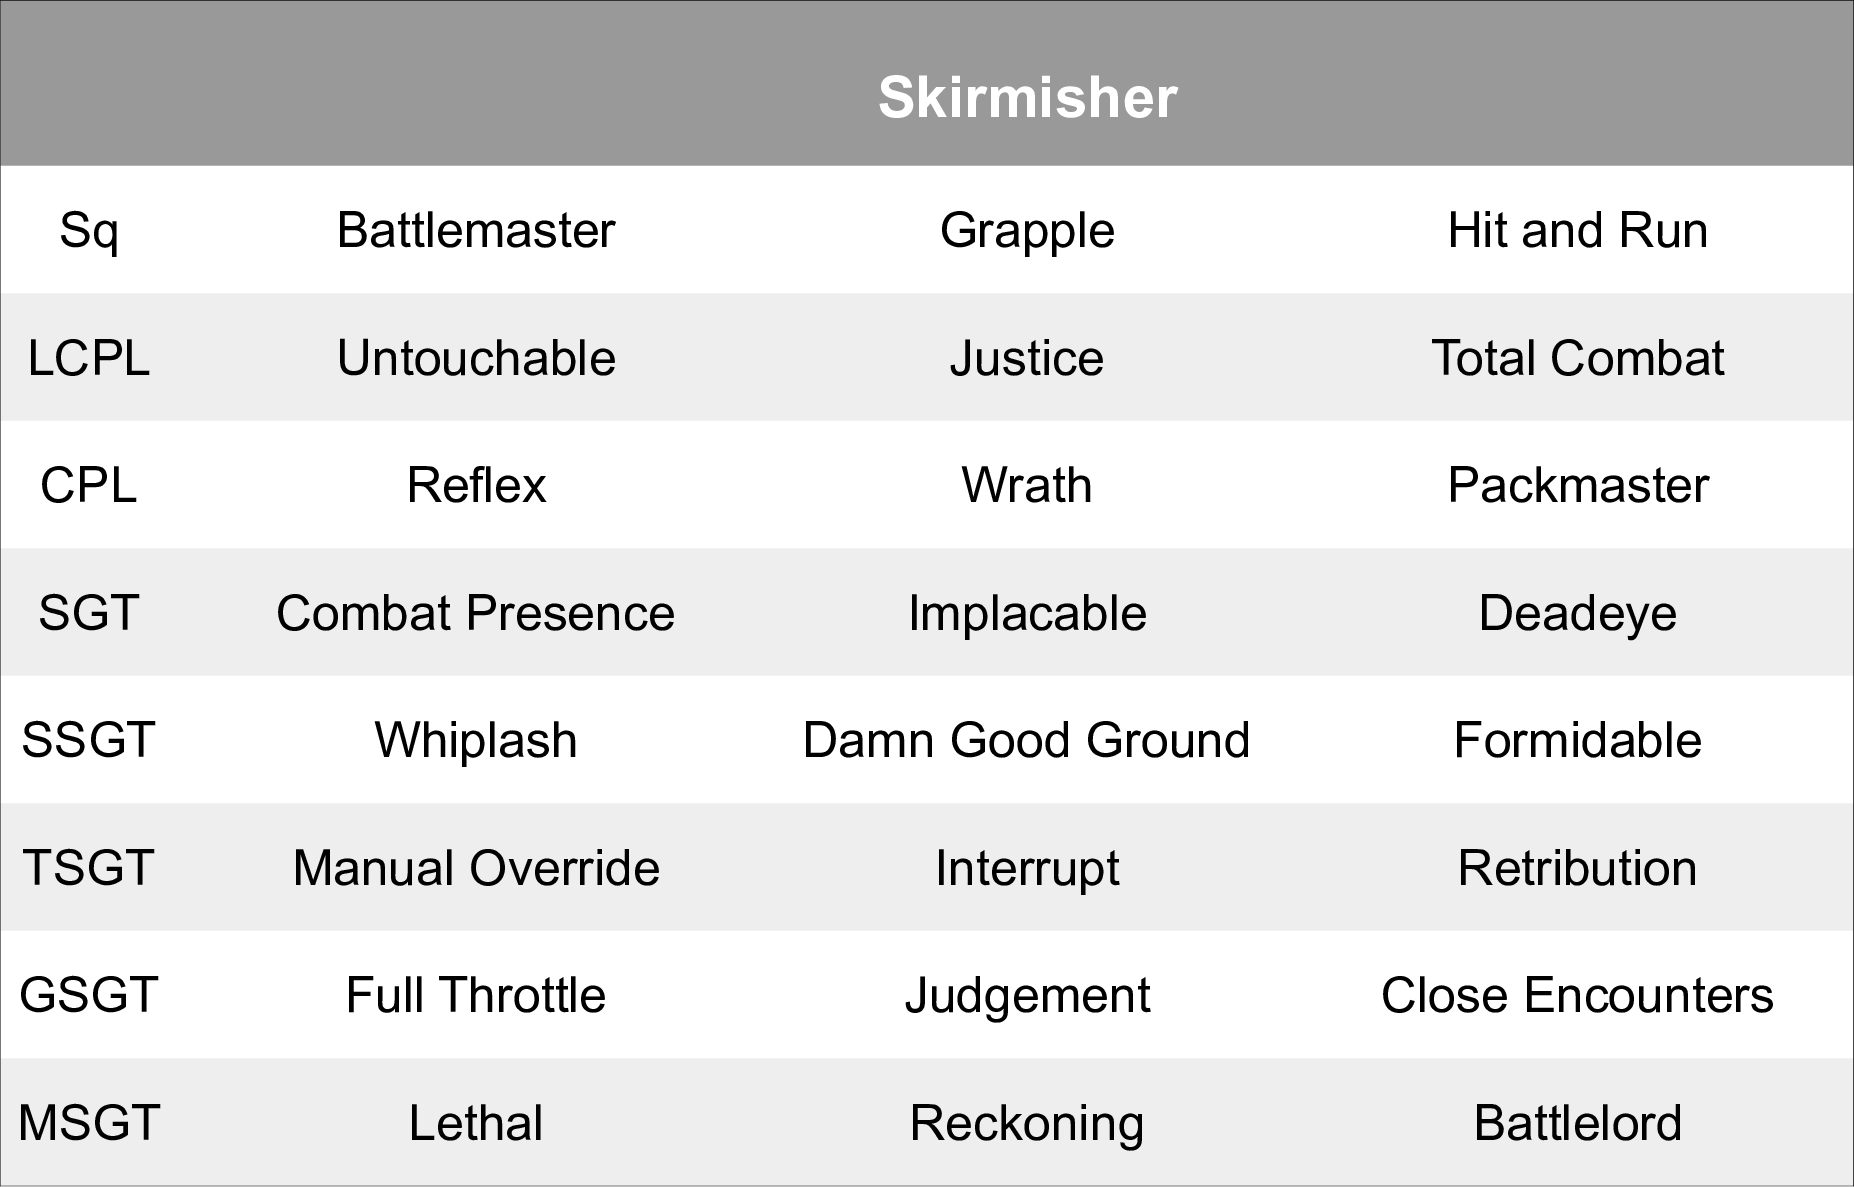 Skirmisher
Sq Battlemaster Grapple Hit and Run
LCPL Untouchable Justice Total Combat
CPL Reflex Wrath Packmaster
SGT Combat Presence Implacable Deadeye
SSGT Whiplash Damn Good Ground Formidable
TSGT Manual Override Interrupt Retribution
GSGT Full Throttle Judgement Close Encounters
MSGT Lethal Reckoning Battlelord